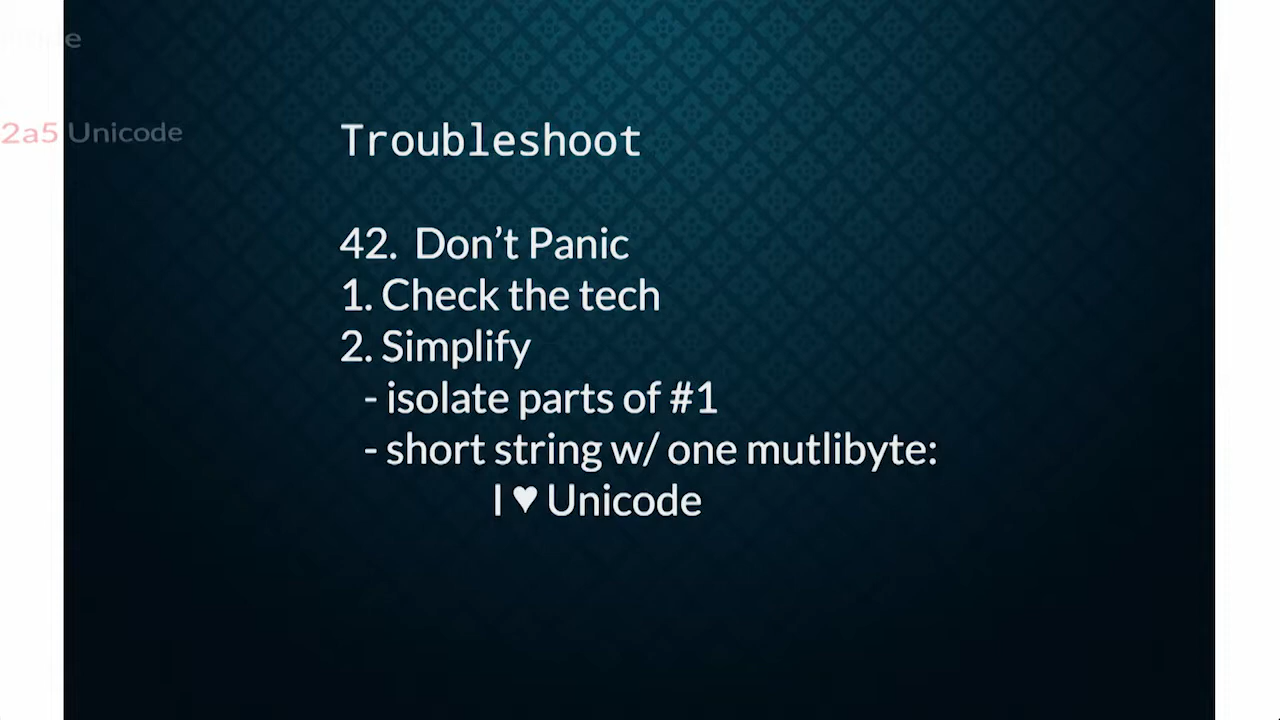 2a5 Unicode
Troubleshoot
42. Don’t Panic
1. Check the tech
2. Simplify
- isolate parts of #1
- short string w/ one mutlibyte:
I ♥ Unicode